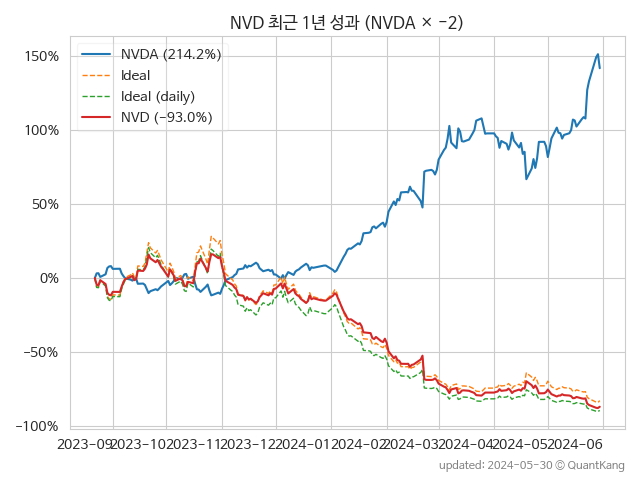 NVD 최근 1년 성과 (NVDA × −2)
NVDA (214.2%)
Ideal
Ideal (daily)
NVD (−93.0%)
150%
100%
50%
0%
−50%
−100%
2023-09 2023-10 2023-11 2023-12 2024-01 2024-02 2024-03 2024-04 2024-05 2024-06
updated: 2024-05-30 © QuantKang